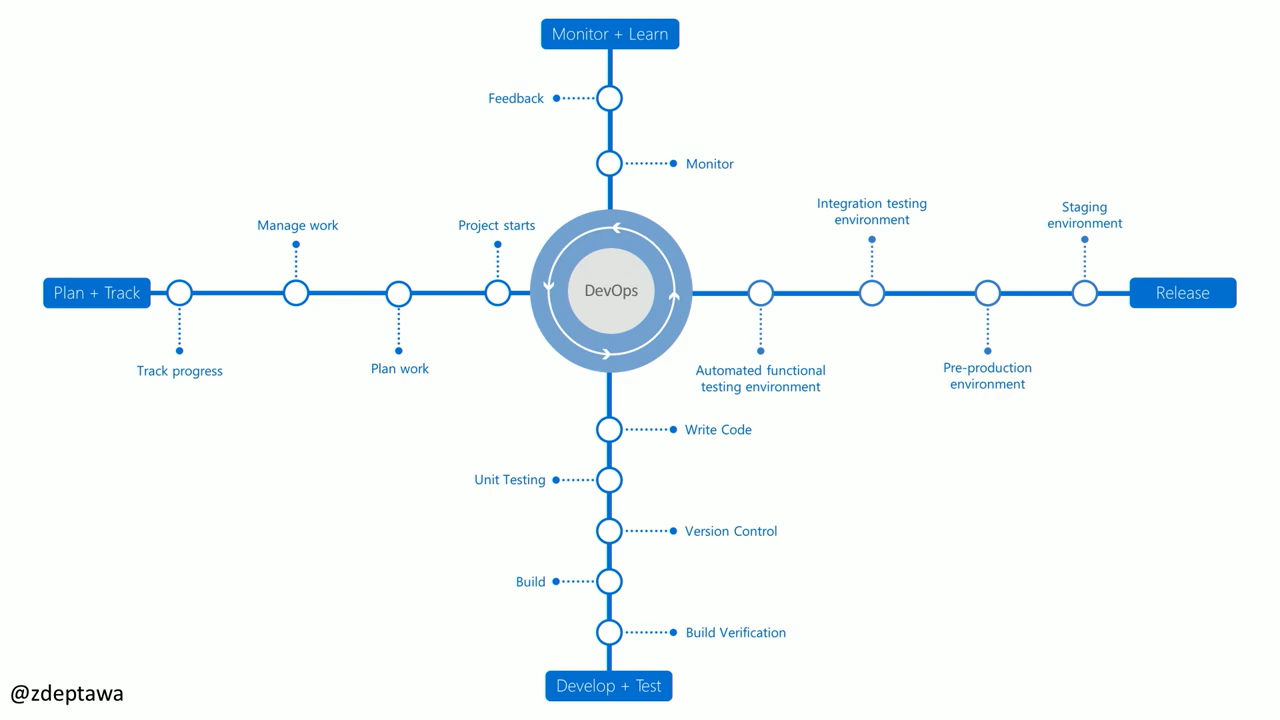 Monitor + Learn
Feedback
Monitor
Integration testing
environment
Staging
environment
Manage work
Project starts
Plan + Track
DevOps
Release
Track progress
Plan work
Automated functional
testing environment
Pre-production
environment
Write Code
Unit Testing
Version Control
Build
Build Verification
Develop + Test
@zdeptawa